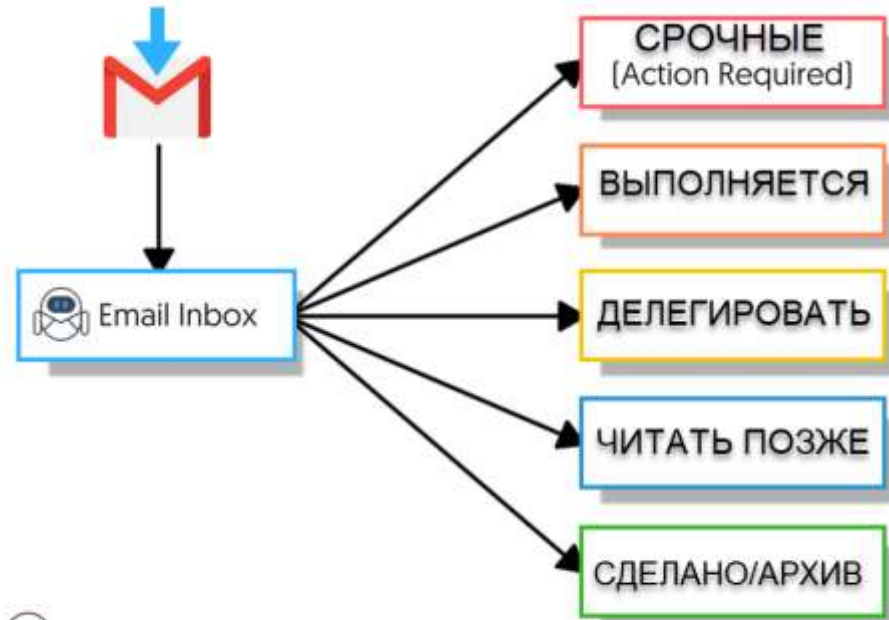 СРОЧНЫЕ
(Action Required)
ВЫПОЛНЯЕТСЯ
Email Inbox
ДЕЛЕГИРОВАТЬ
ЧИТАТЬ ПОЗЖЕ
СДЕЛАНО/АРХИВ